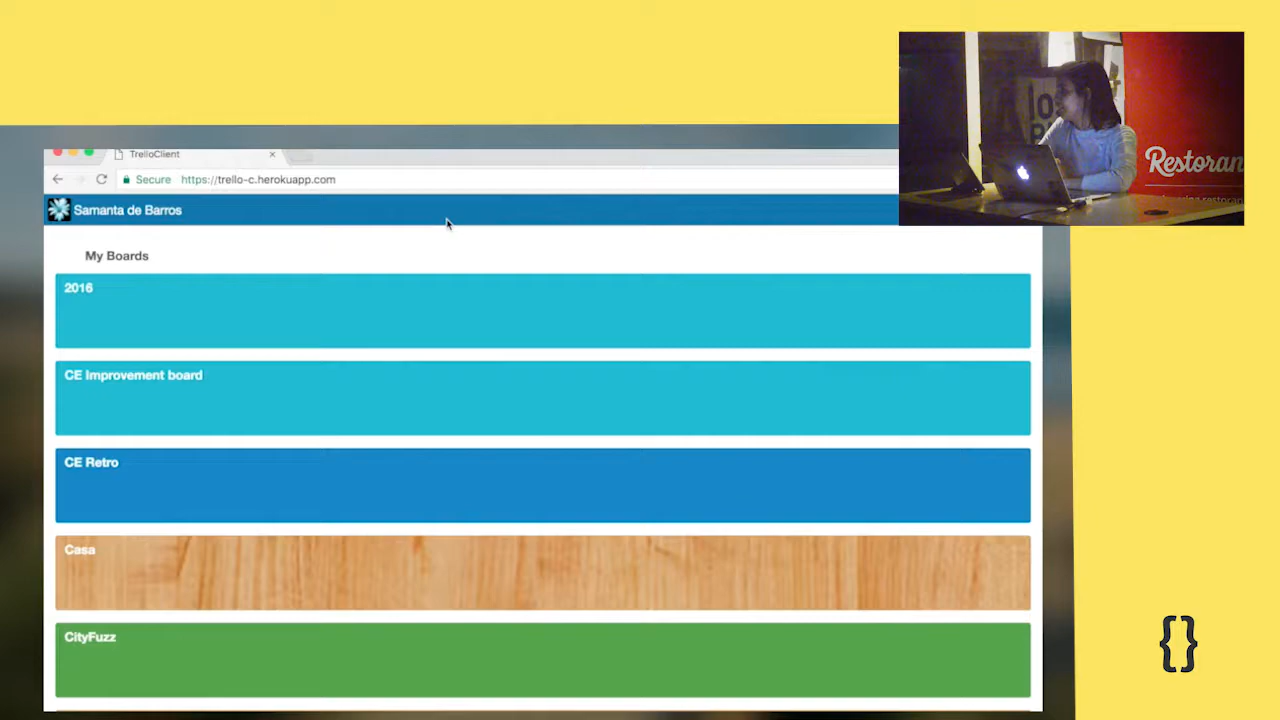 TrelloClient
Secure https://trello-c.herokuapp.com
Samanta de Barros
My Boards
2016
CE Improvement board
CE Retro
Casa
CityFuzz
Restoran
{}